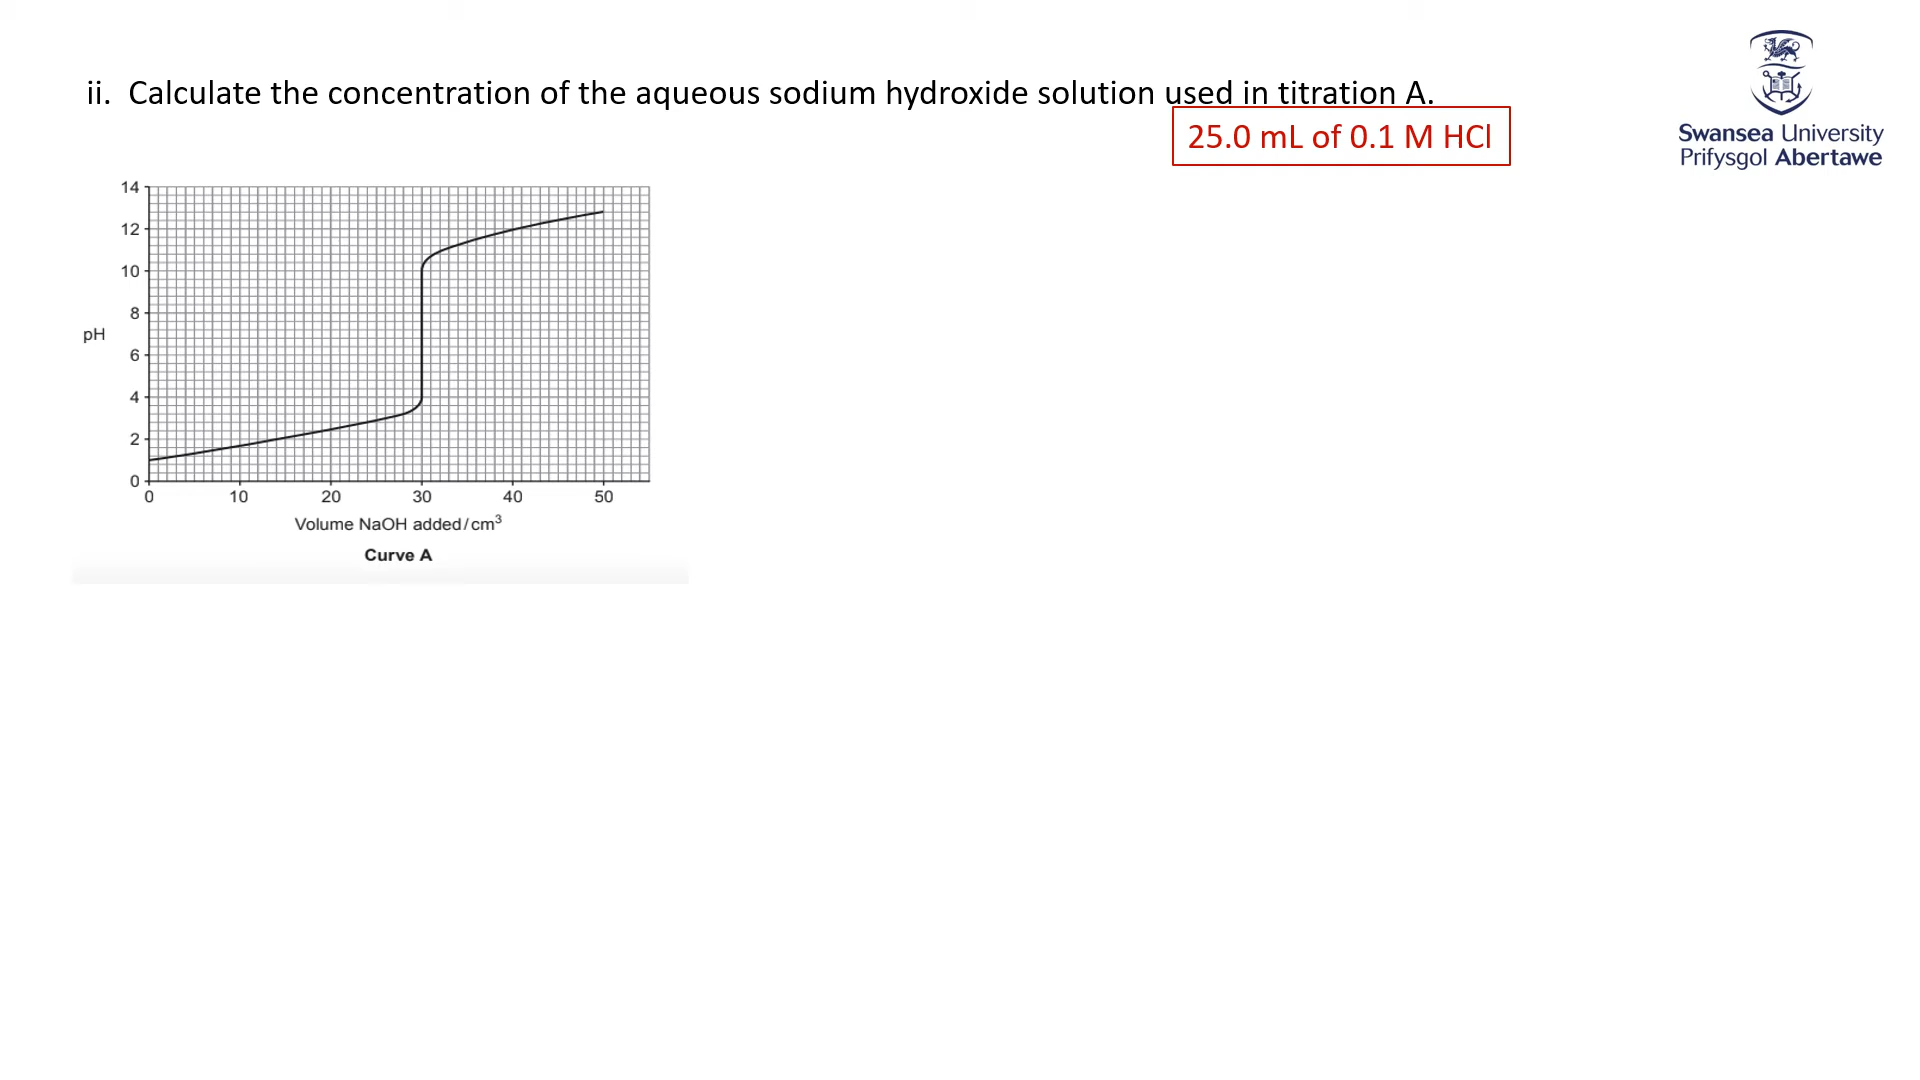 ii. Calculate the concentration of the aqueous sodium hydroxide solution used in titration A.
25.0 mL of 0.1 M HCl
Swansea University
Prifysgol Abertawe
14
12
10
8
pH
6
4
2
0
0 10 20 30 40 50
Volume NaOH added/cm³
Curve A